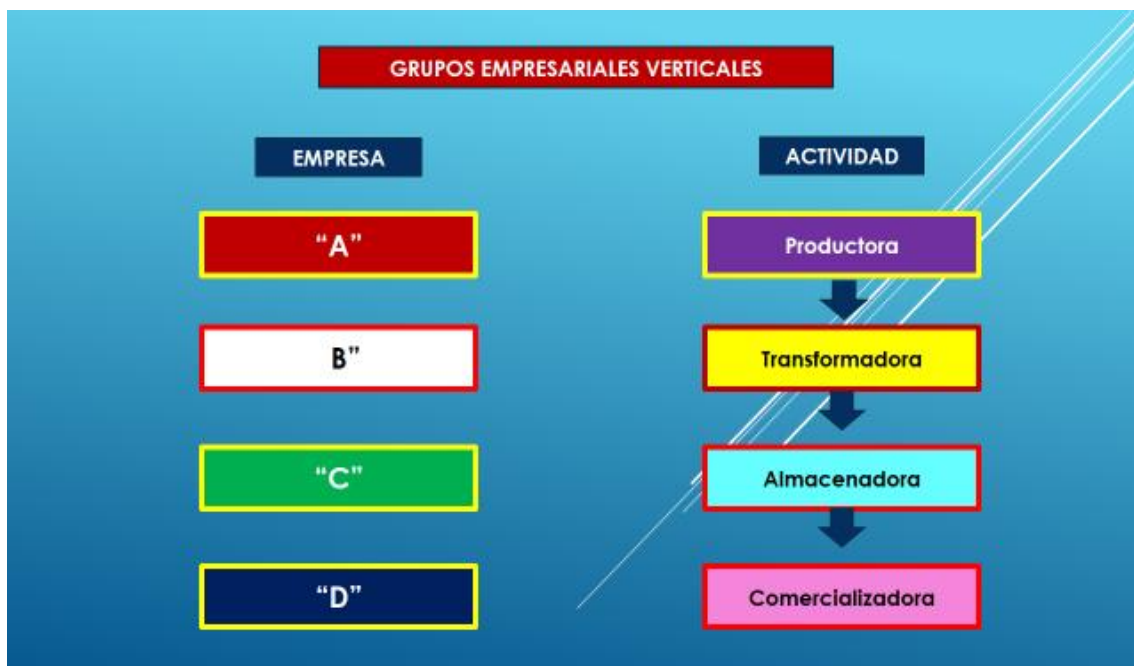 GRUPOS EMPRESARIALES VERTICALES
EMPRESA
ACTIVIDAD
“A”
Productora
B”
Transformadora
“C”
Almacenadora
“D”
Comercializadora